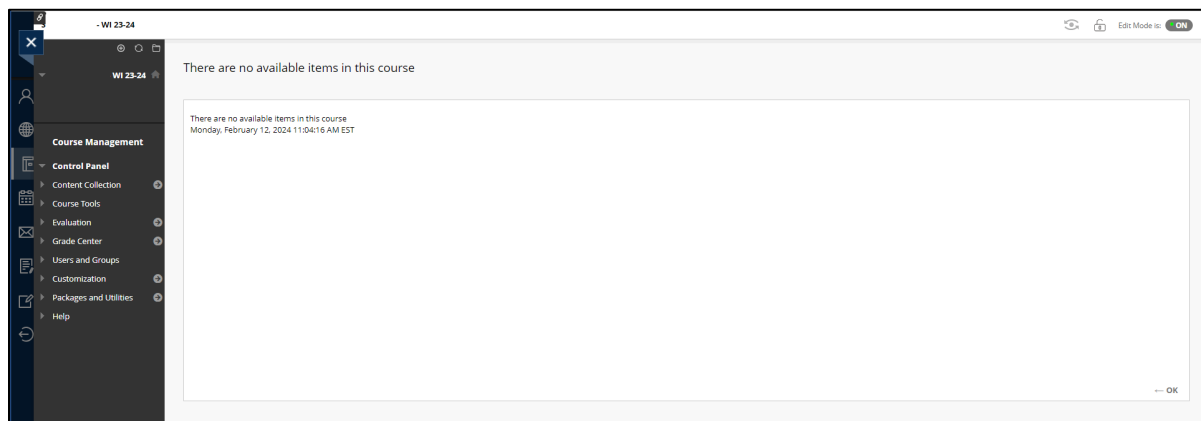 - WI 23-24
Edit Mode is: ON
WI 23-24
There are no available items in this course
There are no available items in this course
Monday, February 12, 2024 11:04:16 AM EST
Course Management
Control Panel
Content Collection
Course Tools
Evaluation
Grade Center
Users and Groups
Customization
Packages and Utilities
Help
← OK